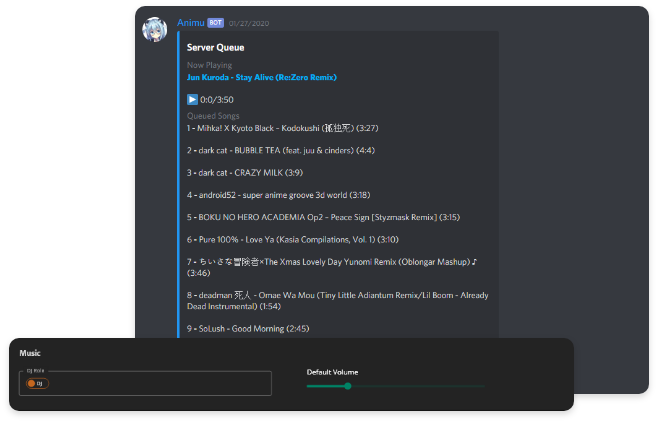 Animu BOT 01/27/2020
Server Queue
Now Playing
Jun Kuroda - Stay Alive (Re:Zero Remix)
0:0/3:50
Queued Songs
1 - Mihka! X Kyoto Black – Kodokushi (孤独死) (3:27)
2 - dark cat - BUBBLE TEA (feat. juu & cinders) (4:4)
3 - dark cat - CRAZY MILK (3:9)
4 - android52 - super anime groove 3d world (3:18)
5 - BOKU NO HERO ACADEMIA Op2 – Peace Sign [Styzmask Remix] (3:15)
6 - Pure 100% - Love Ya (Kasia Compilations, Vol. 1) (3:10)
7 - ちいさな冒険者×The Xmas Lovely Day Yunomi Remix (Oblongar Mashup) ♪
(3:46)
8 - deadman 死人 - Omae Wa Mou (Tiny Little Adiantum Remix/Lil Boom - Already
Dead Instrumental) (1:54)
9 - SoLush - Good Morning (2:45)
Music
DJ Role
DJ
Default Volume